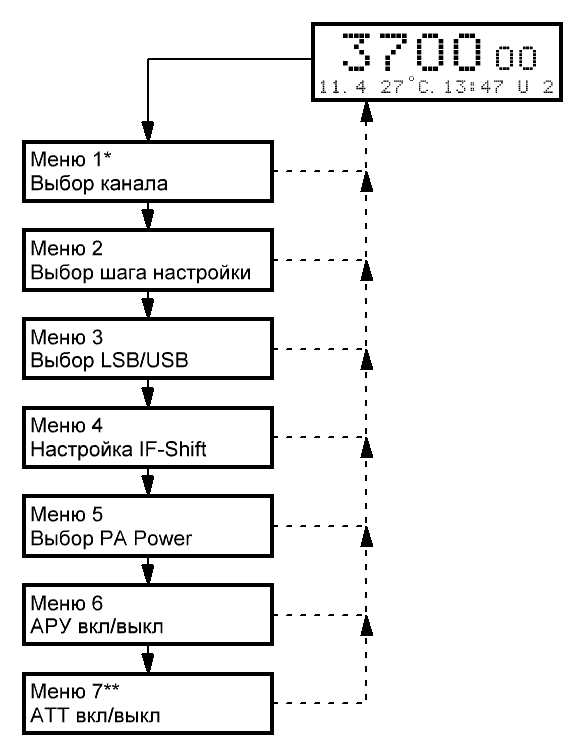 3700 00
11.4 27°C. 13:47 U 2
Меню 1*
Выбор канала
Меню 2
Выбор шага настройки
Меню 3
Выбор LSB/USB
Меню 4
Настройка IF-Shift
Меню 5
Выбор PA Power
Меню 6
АРУ вкл/выкл
Меню 7**
АТТ вкл/выкл